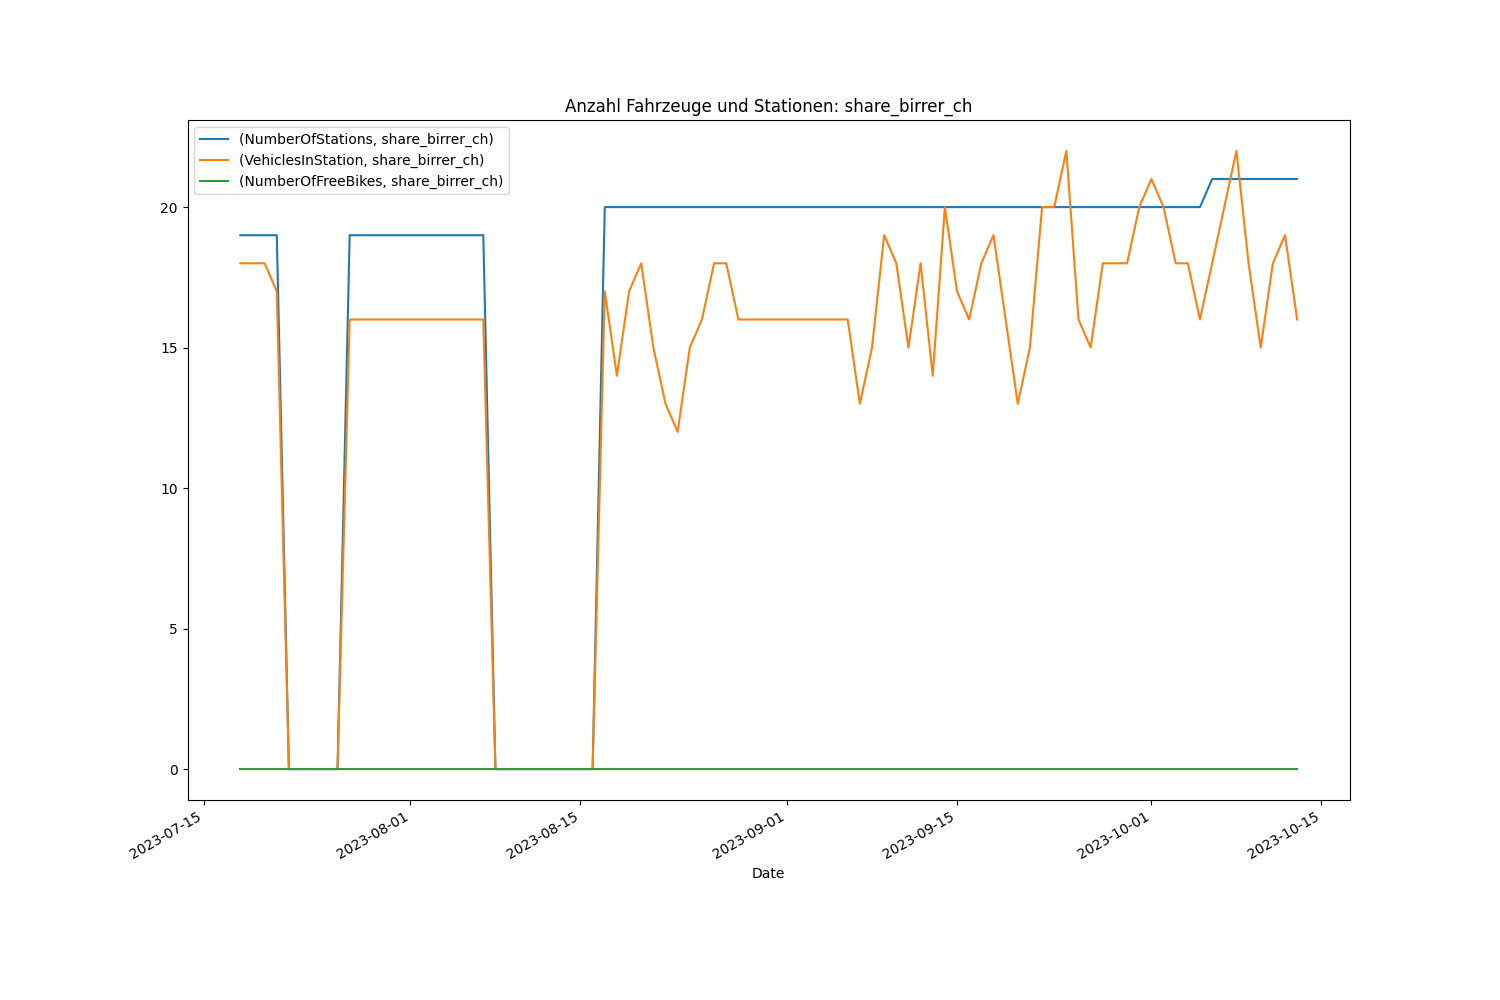 Anzahl Fahrzeuge und Stationen: share_birrer_ch
(NumberOfStations, share_birrer_ch)
(VehiclesInStation, share_birrer_ch)
(NumberOfFreeBikes, share_birrer_ch)
20
15
10
5
0
2023-07-15
2023-08-01
2023-08-15
2023-09-01
2023-09-15
2023-10-01
2023-10-15
Date